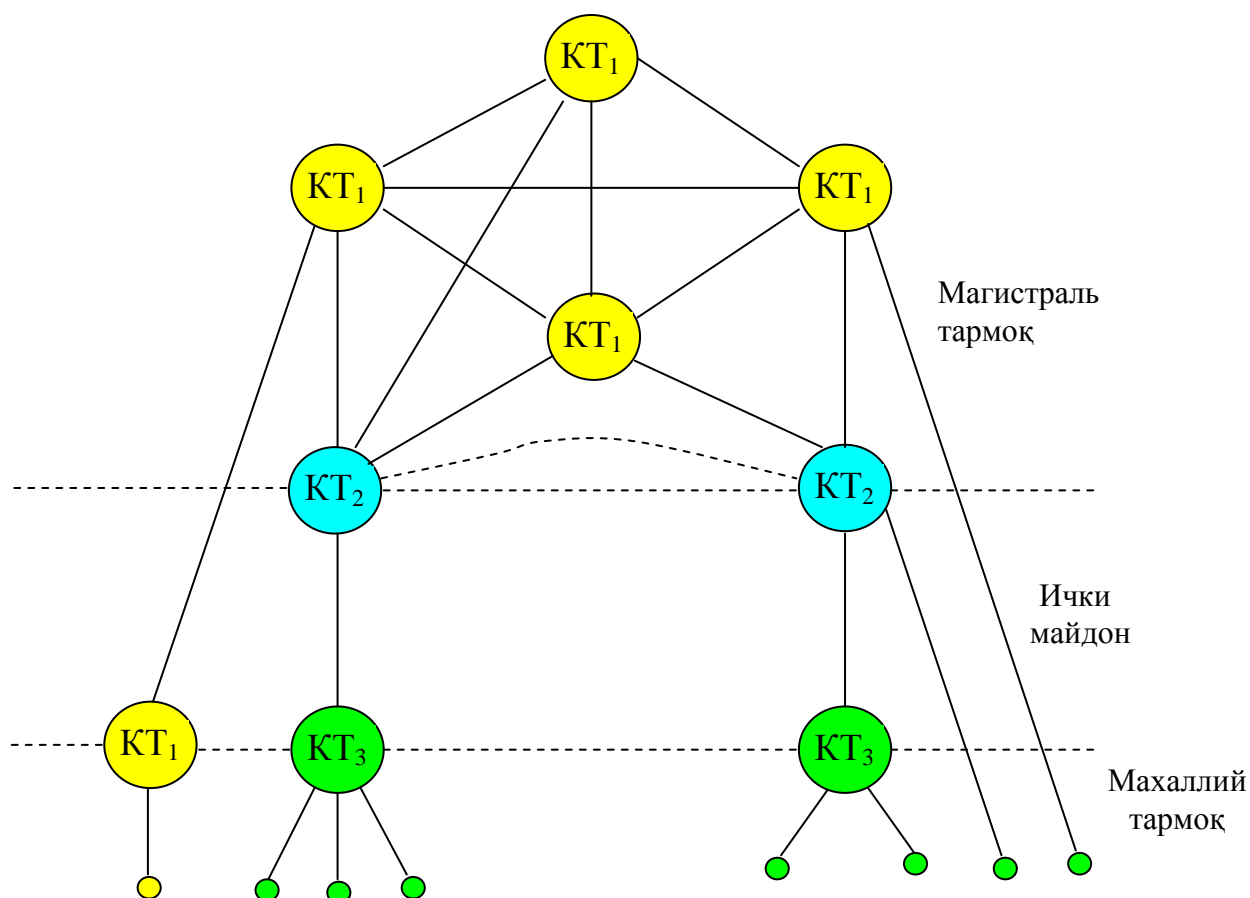 КТ₁
КТ₁
КТ₁
КТ₁
Магистраль
тармоқ
КТ₂
КТ₂
Ички
майдон
КТ₁
КТ₃
КТ₃
Махаллий
тармоқ